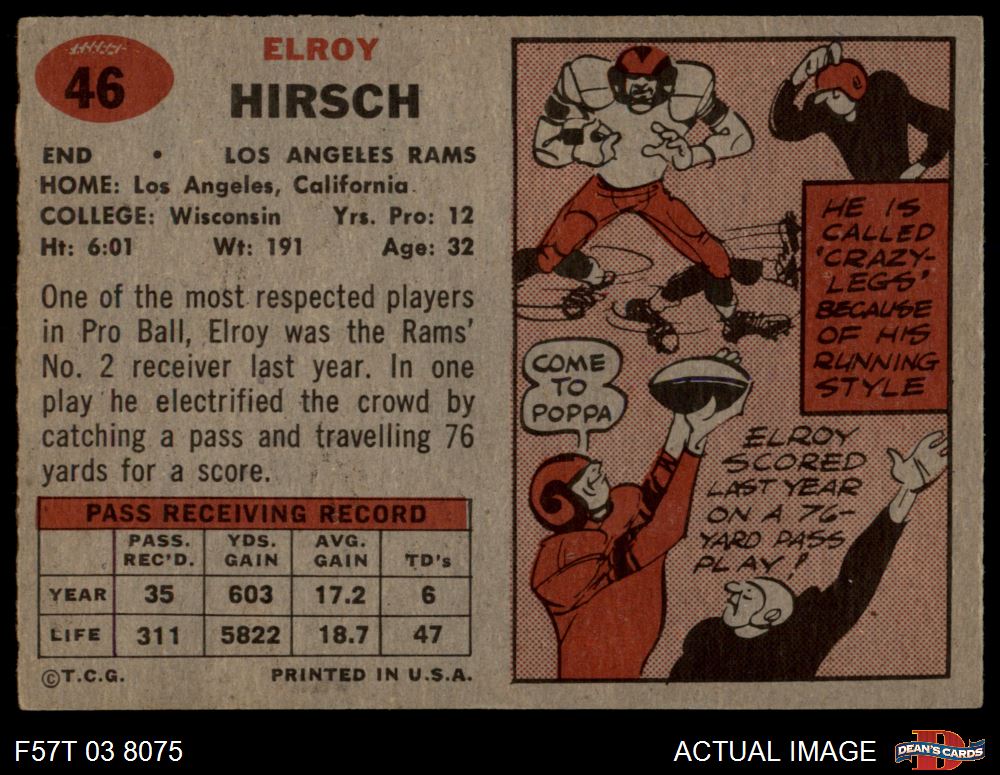 46
ELROY
HIRSCH
END • LOS ANGELES RAMS
HOME: Los Angeles, California
COLLEGE: Wisconsin Yrs. Pro: 12
Ht: 6:01 Wt: 191 Age: 32
One of the most respected players
in Pro Ball, Elroy was the Rams'
No. 2 receiver last year. In one
play he electrified the crowd by
catching a pass and travelling 76
yards for a score.
PASS RECEIVING RECORD
PASS. REC'D. YDS. GAIN AVG. GAIN TD's
YEAR 35 603 17.2 6
LIFE 311 5822 18.7 47
©T.C.G. PRINTED IN U.S.A.
HE IS
CALLED
'CRAZY-
LEGS'
BECAUSE
OF HIS
RUNNING
STYLE
COME
TO
POPPA
ELROY
SCORED
LAST YEAR
ON A 76-
YARD PASS
PLAY!
F57T 03 8075
ACTUAL IMAGE
D
DEAN'S CARDS